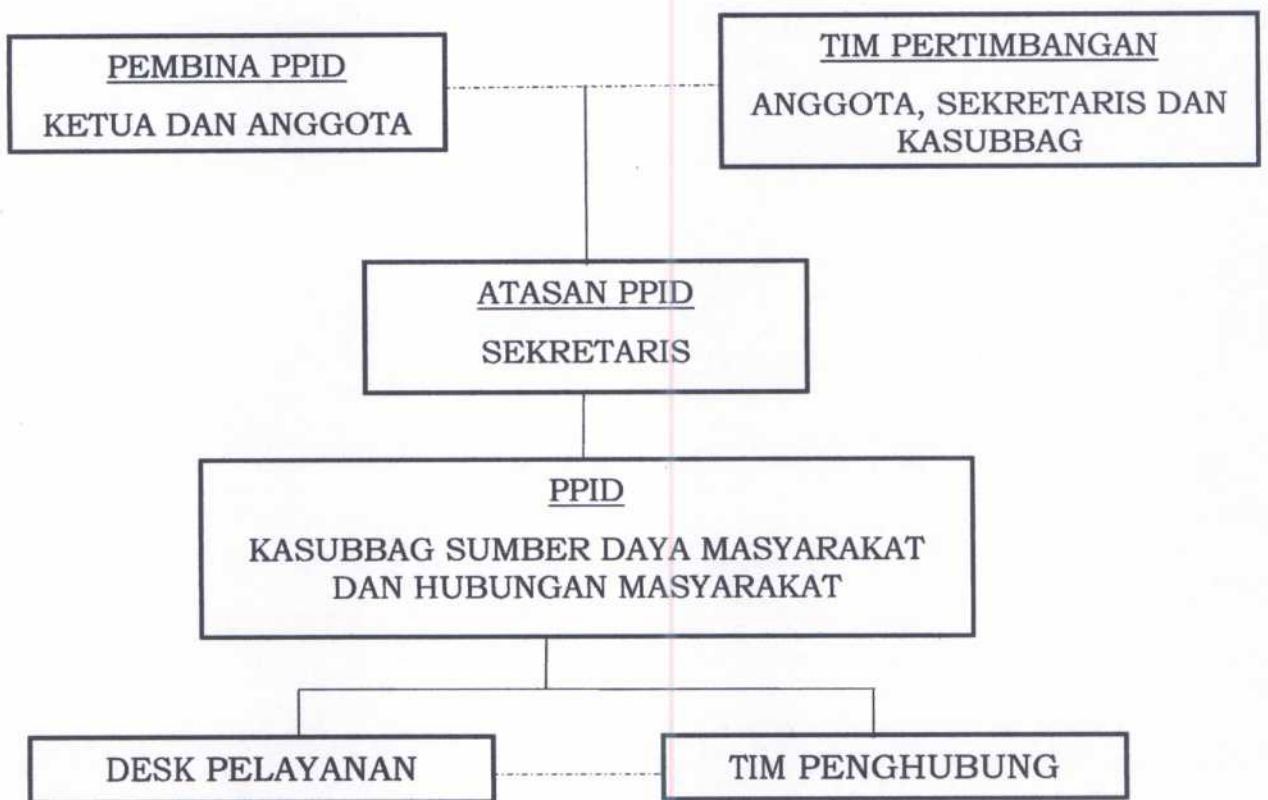 PEMBINA PPID
KETUA DAN ANGGOTA
TIM PERTIMBANGAN
ANGGOTA, SEKRETARIS DAN
KASUBBAG
ATASAN PPID
SEKRETARIS
PPID
KASUBBAG SUMBER DAYA MASYARAKAT
DAN HUBUNGAN MASYARAKAT
DESK PELAYANAN
TIM PENGHUBUNG